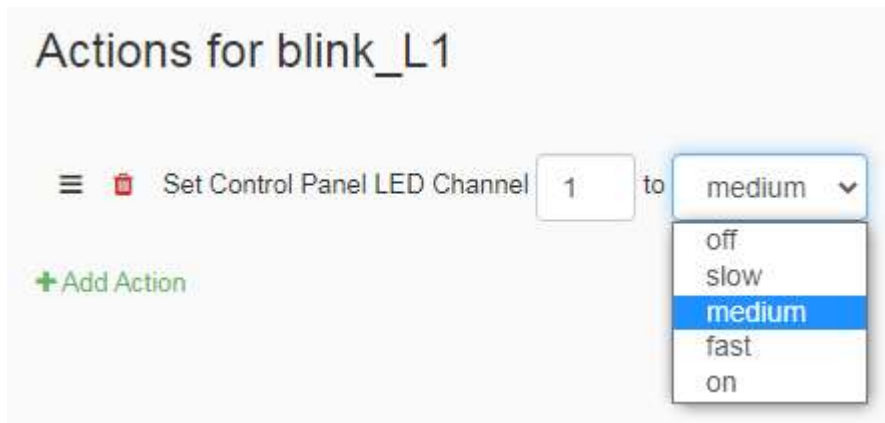 Actions for blink_L1
Set Control Panel LED Channel 1 to medium
off
slow
medium
fast
on
+ Add Action